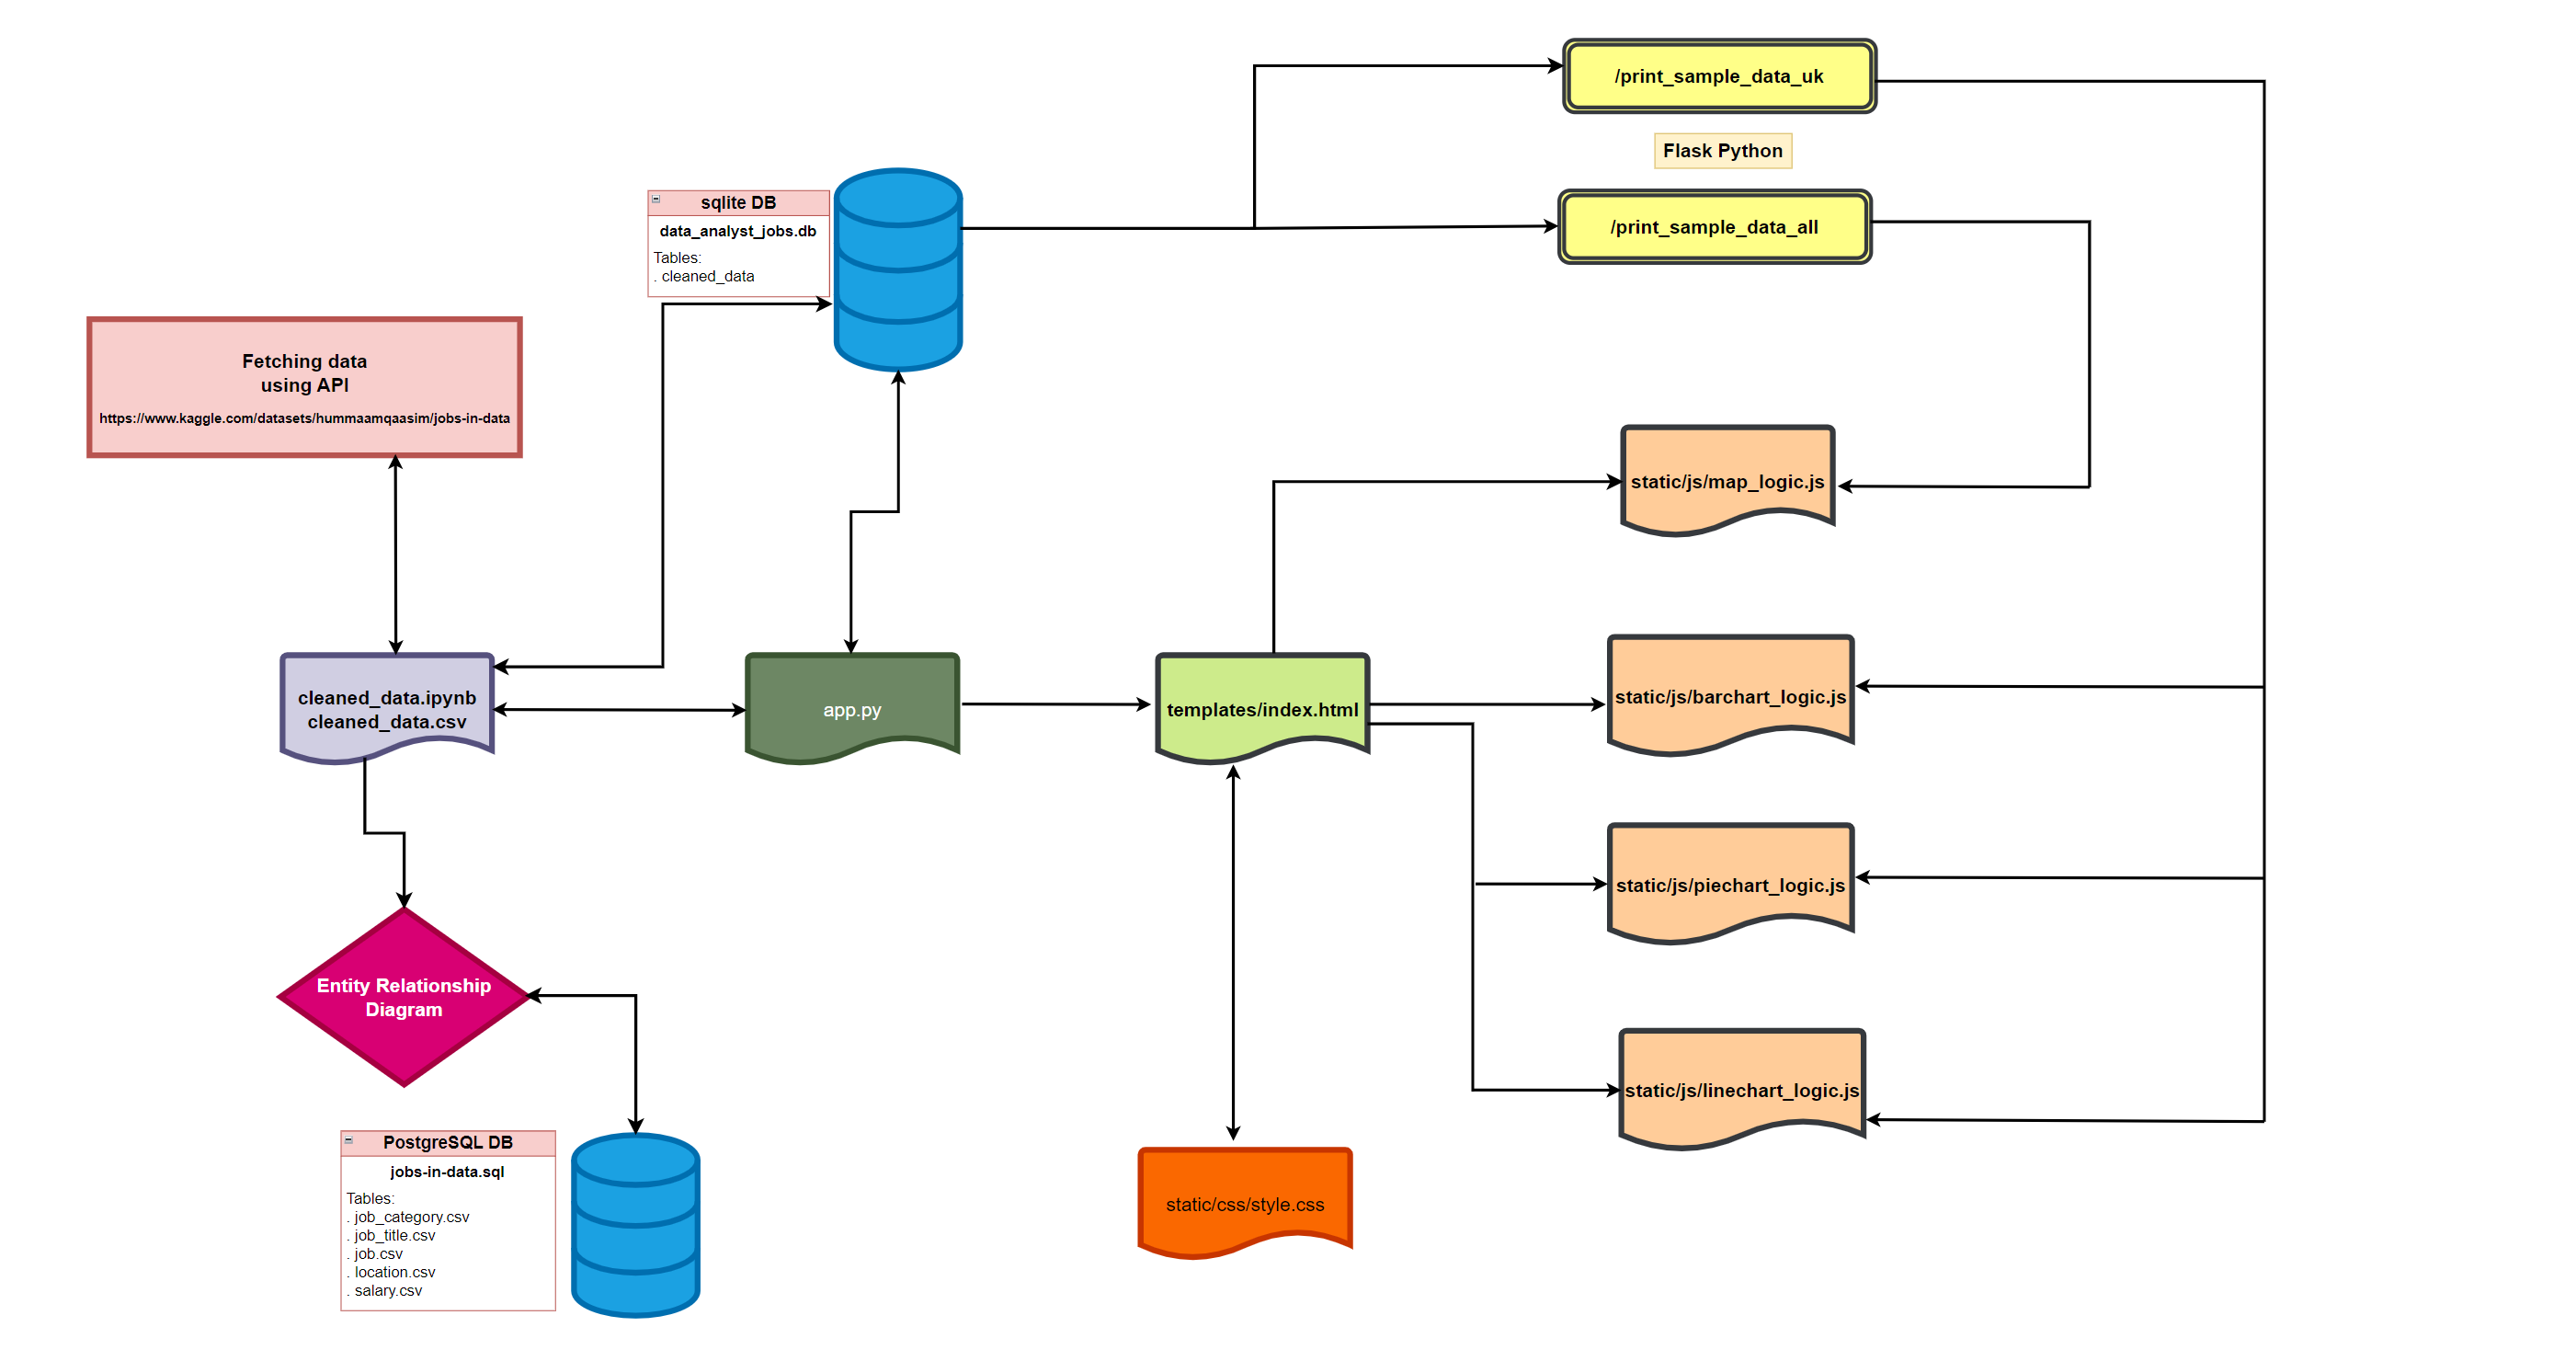 /print_sample_data_uk
Flask Python
/print_sample_data_all
sqlite DB
data_analyst_jobs.db
Tables:
. cleaned_data
Fetching data
using API
https://www.kaggle.com/datasets/hummaamqaasim/jobs-in-data
static/js/map_logic.js
cleaned_data.ipynb
cleaned_data.csv
app.py
templates/index.html
static/js/barchart_logic.js
static/js/piechart_logic.js
Entity Relationship
Diagram
static/js/linechart_logic.js
PostgreSQL DB
jobs-in-data.sql
Tables:
. job_category.csv
. job_title.csv
. job.csv
. location.csv
. salary.csv
static/css/style.css